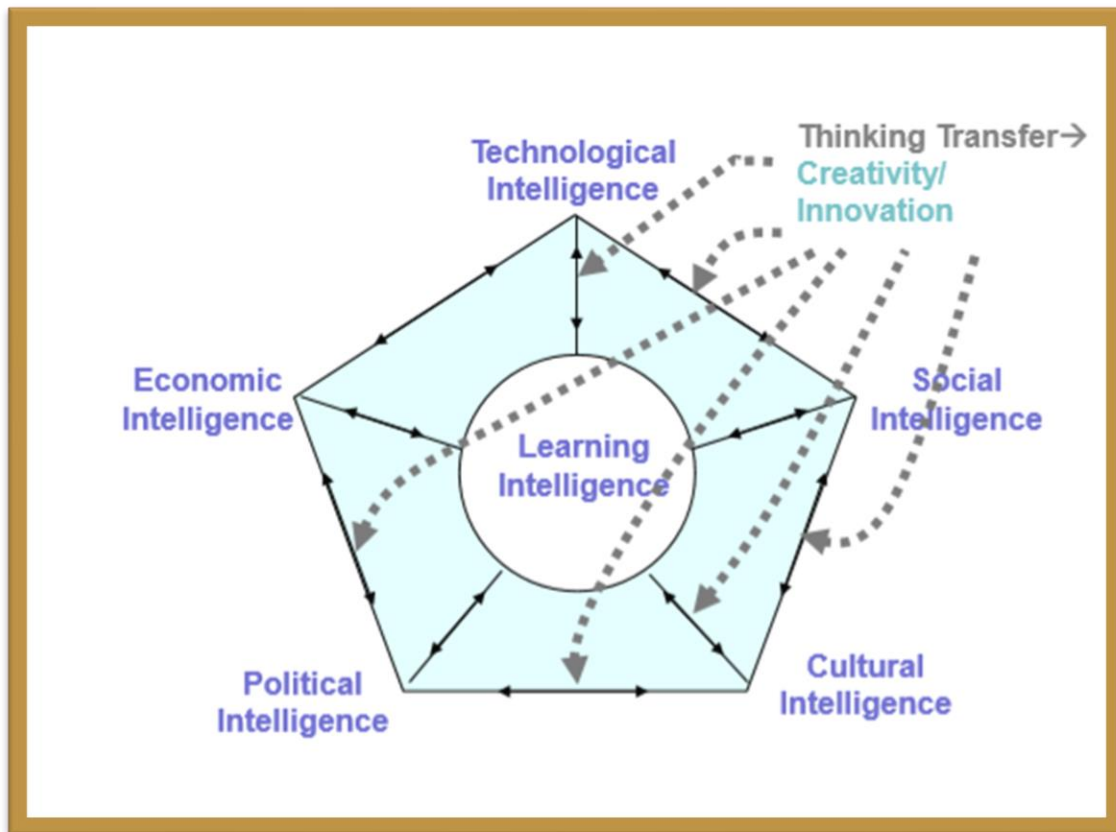 Thinking Transfer→
Creativity/
Innovation
Technological
Intelligence
Economic
Intelligence
Social
Intelligence
Learning
Intelligence
Political
Intelligence
Cultural
Intelligence